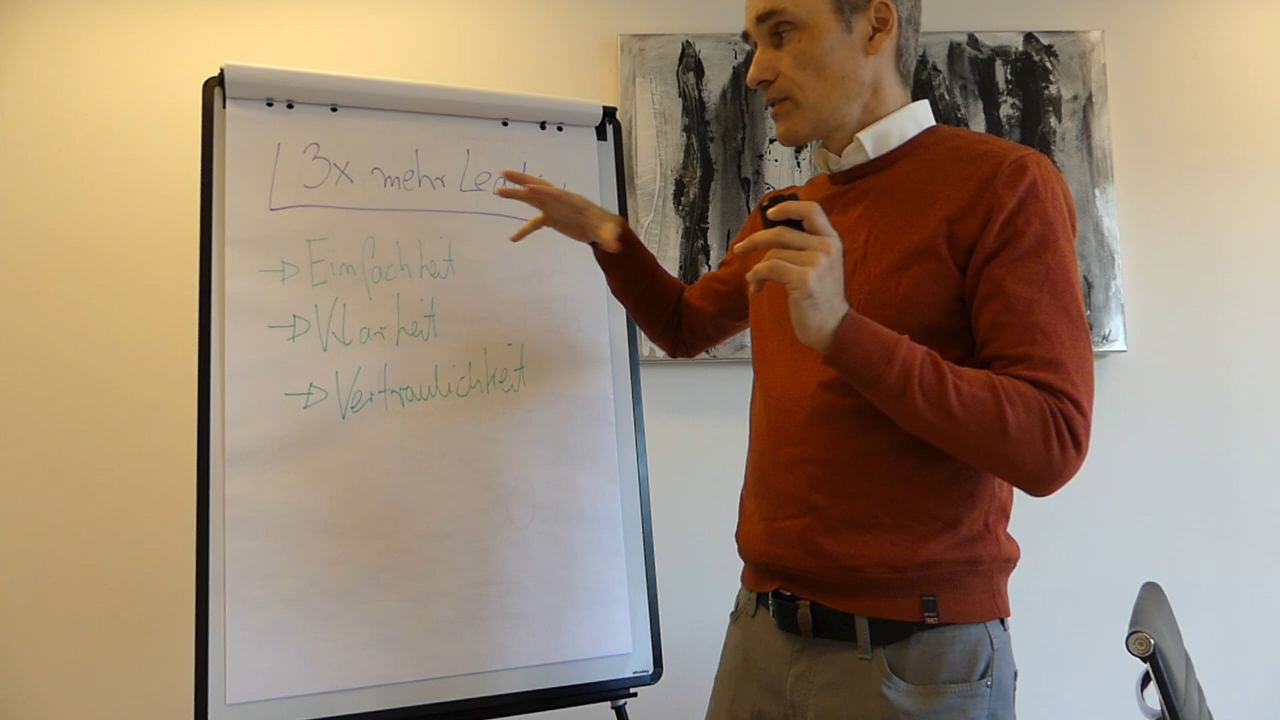 3x mehr
→ Einfachheit
→ Klarheit
→ Vertraulichkeit